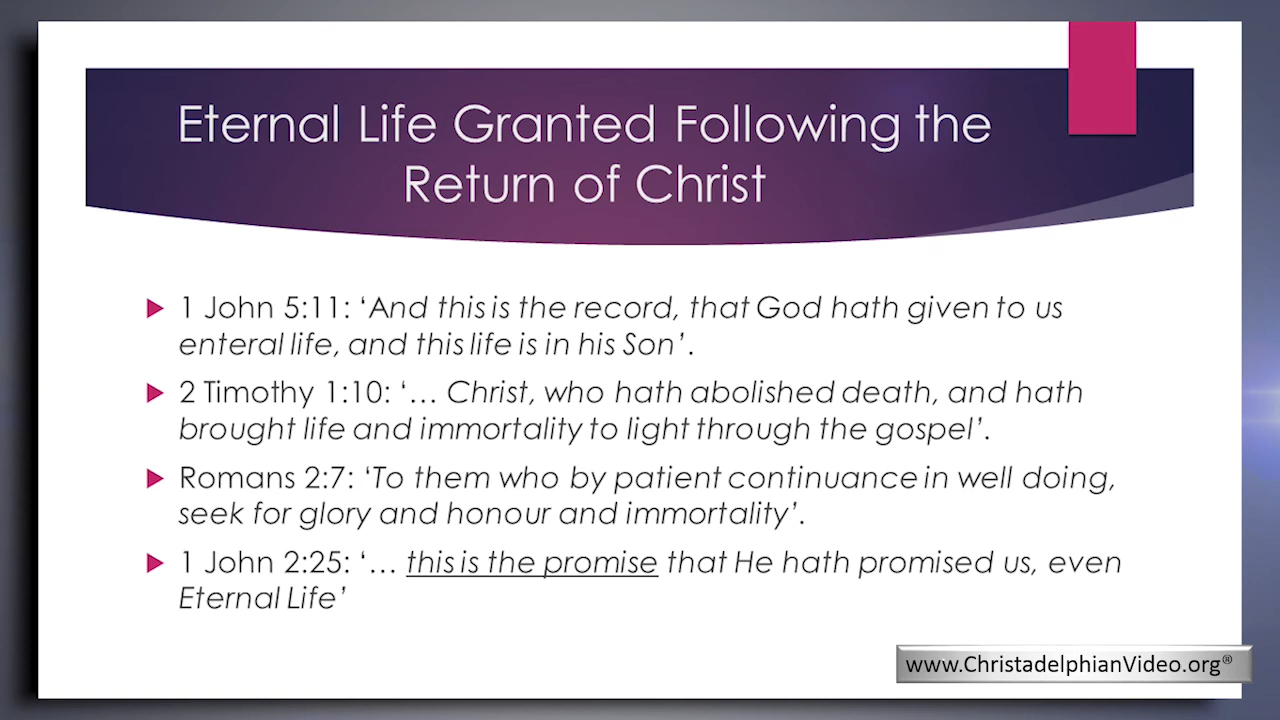 Eternal Life Granted Following the
Return of Christ
1 John 5:11: ‘And this is the record, that God hath given to us
enteral life, and this life is in his Son’.
2 Timothy 1:10: ‘… Christ, who hath abolished death, and hath
brought life and immortality to light through the gospel’.
Romans 2:7: ‘To them who by patient continuance in well doing,
seek for glory and honour and immortality’.
1 John 2:25: ‘… this is the promise that He hath promised us, even
Eternal Life’
www.ChristadelphianVideo.org®